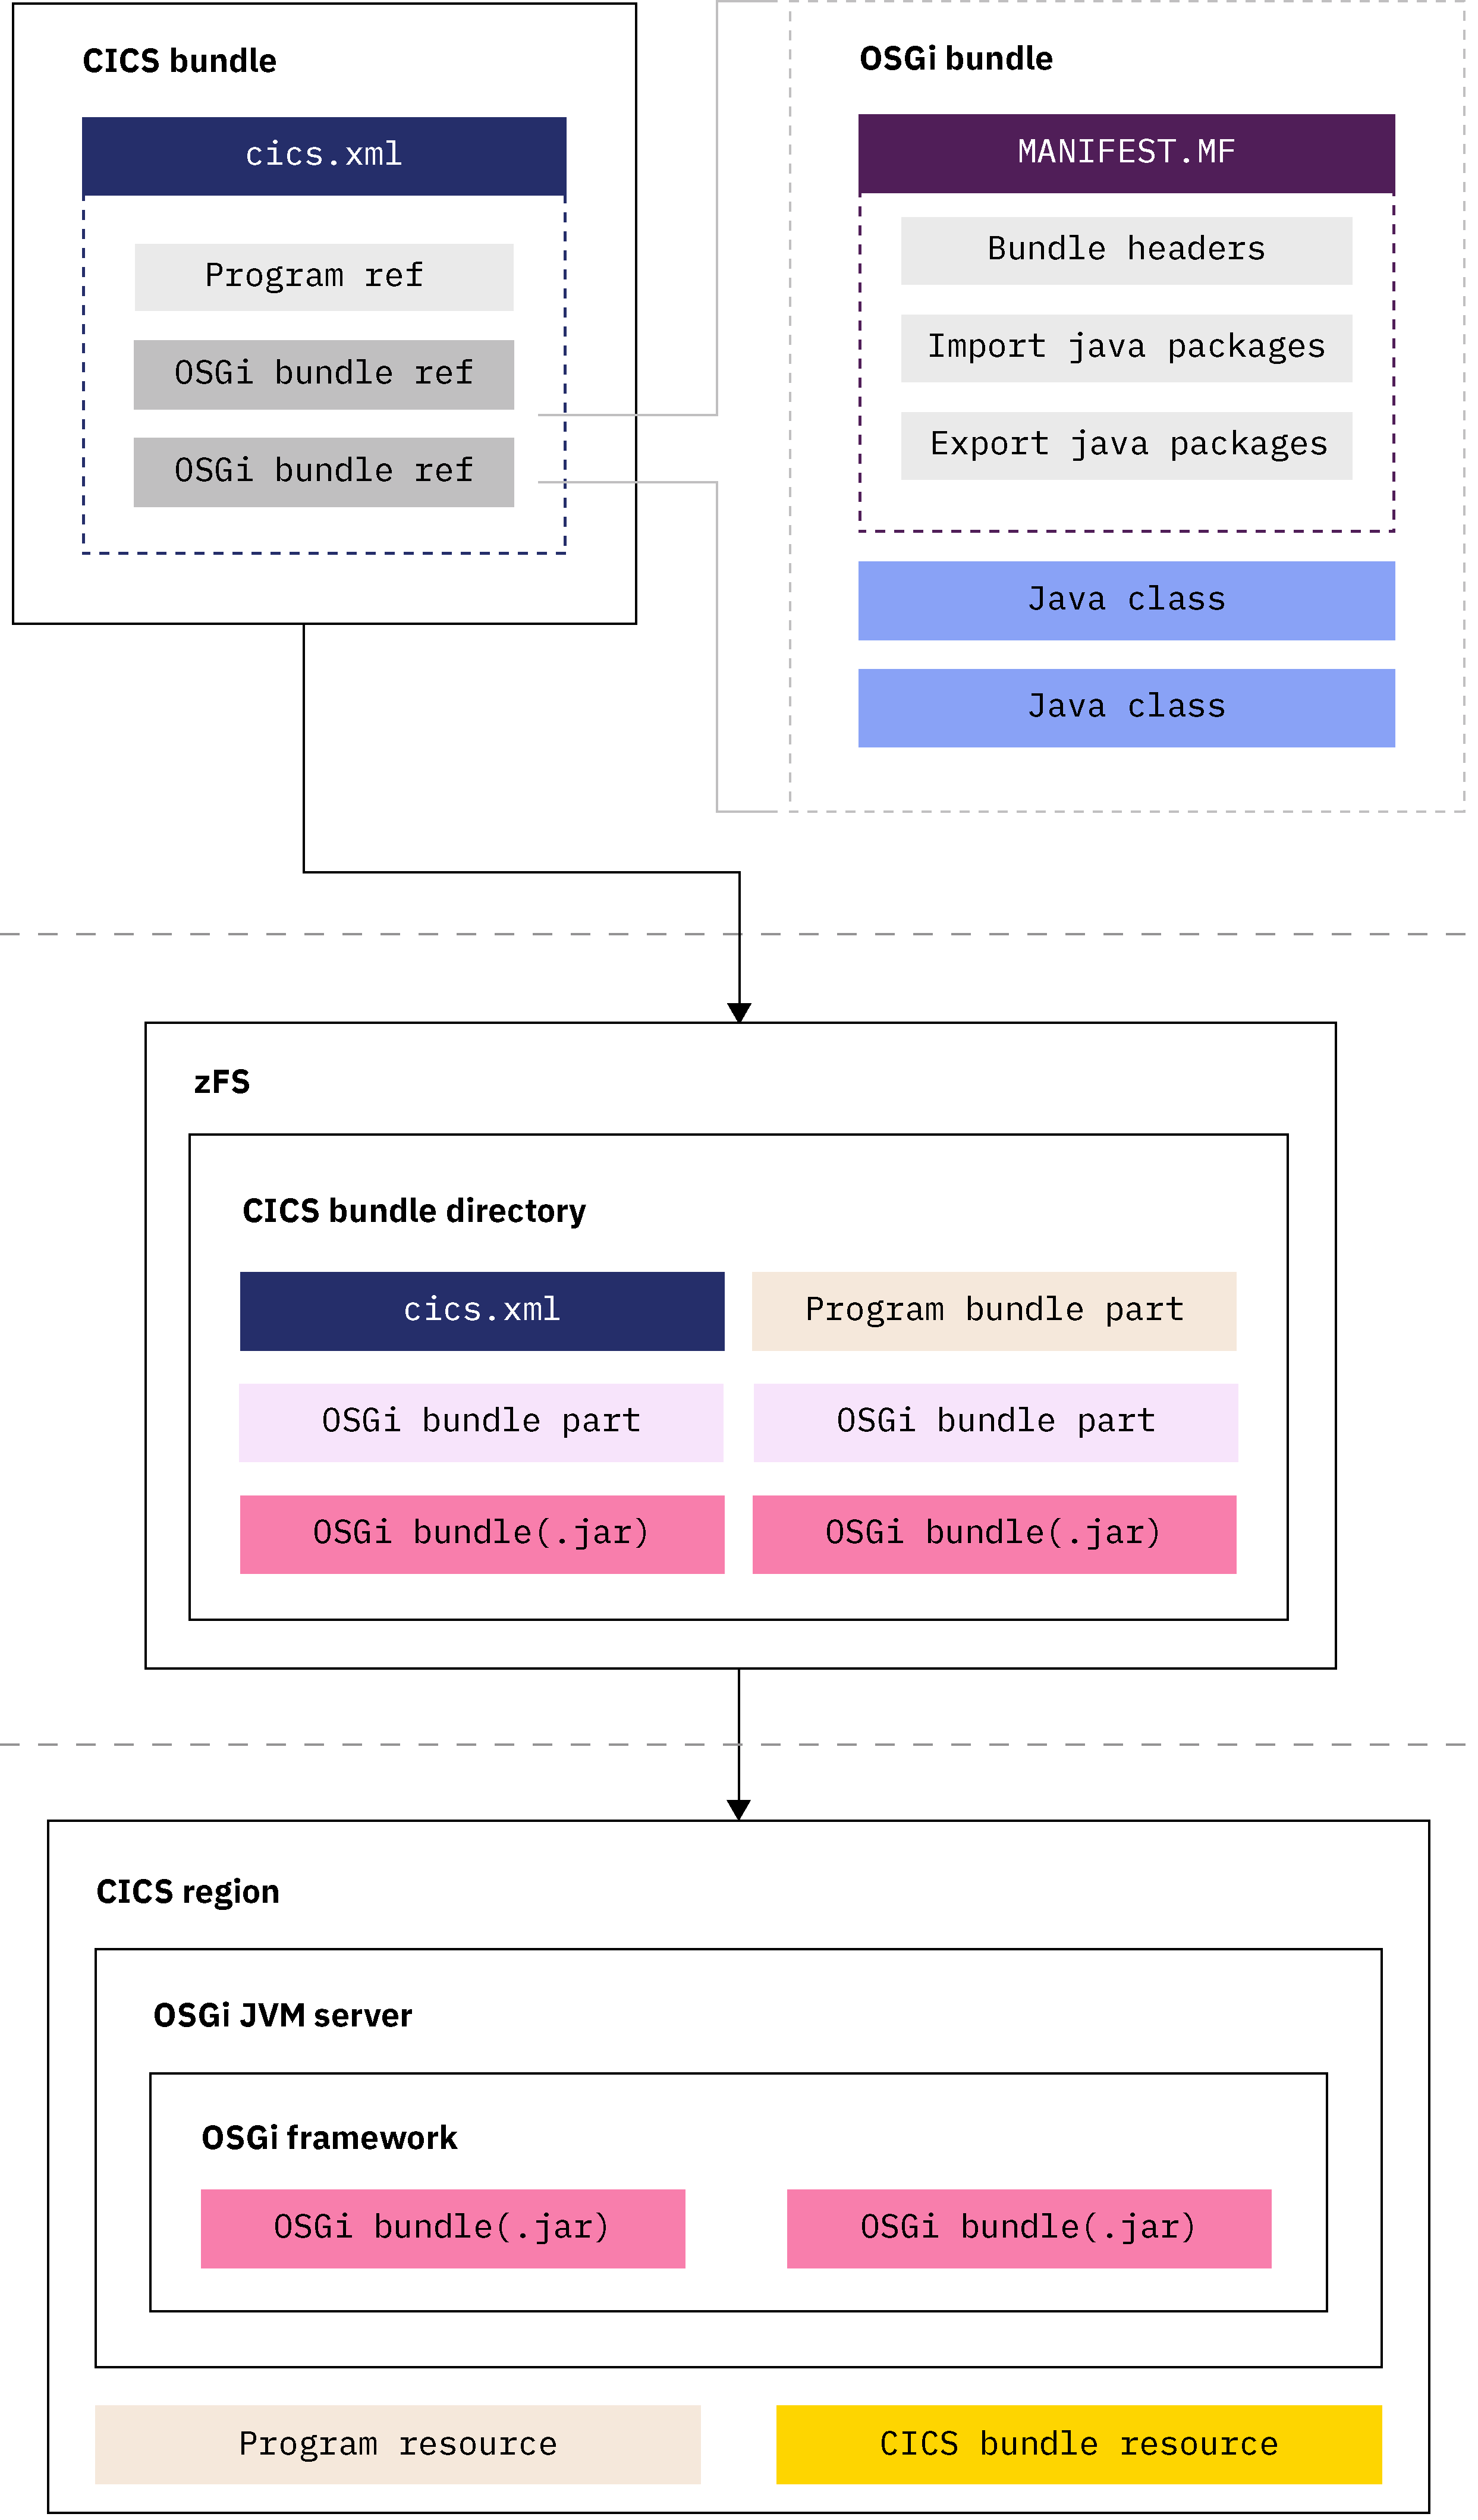 CICS bundle
cics.xml
Program ref
OSGi bundle ref
OSGi bundle ref
OSGi bundle
MANIFEST.MF
Bundle headers
Import java packages
Export java packages
Java class
Java class
zFS
CICS bundle directory
cics.xml
Program bundle part
OSGi bundle part
OSGi bundle part
OSGi bundle(.jar)
OSGi bundle(.jar)
CICS region
OSGi JVM server
OSGi framework
OSGi bundle(.jar)
OSGi bundle(.jar)
Program resource
CICS bundle resource